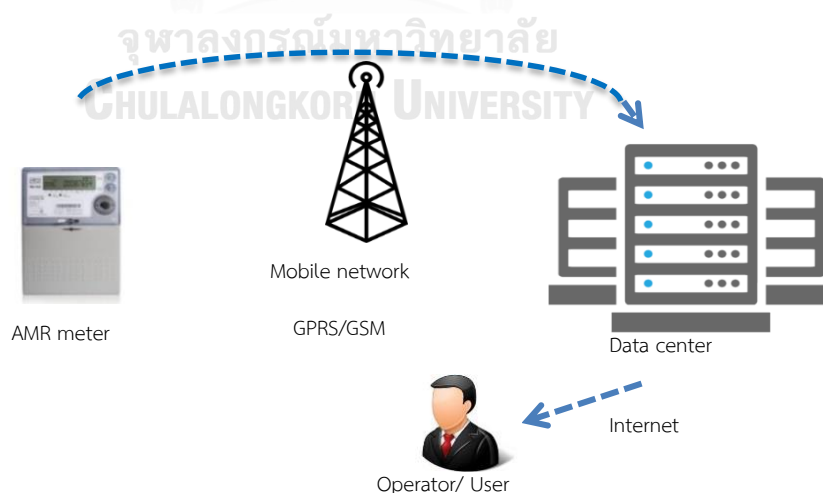 จุฬาลงกรณ์มหาวิทยาลัย
CHULALONGKORN UNIVERSITY
Mobile network
AMR meter
GPRS/GSM
Data center
Internet
Operator/ User